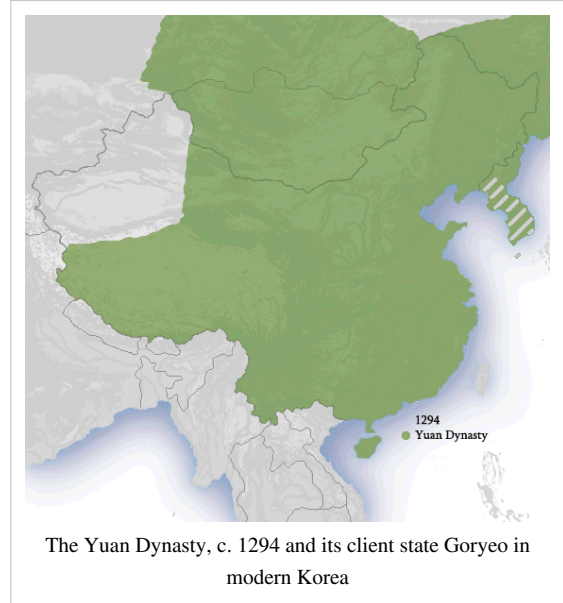 1294
Yuan Dynasty
The Yuan Dynasty, c. 1294 and its client state Goryeo in
modern Korea